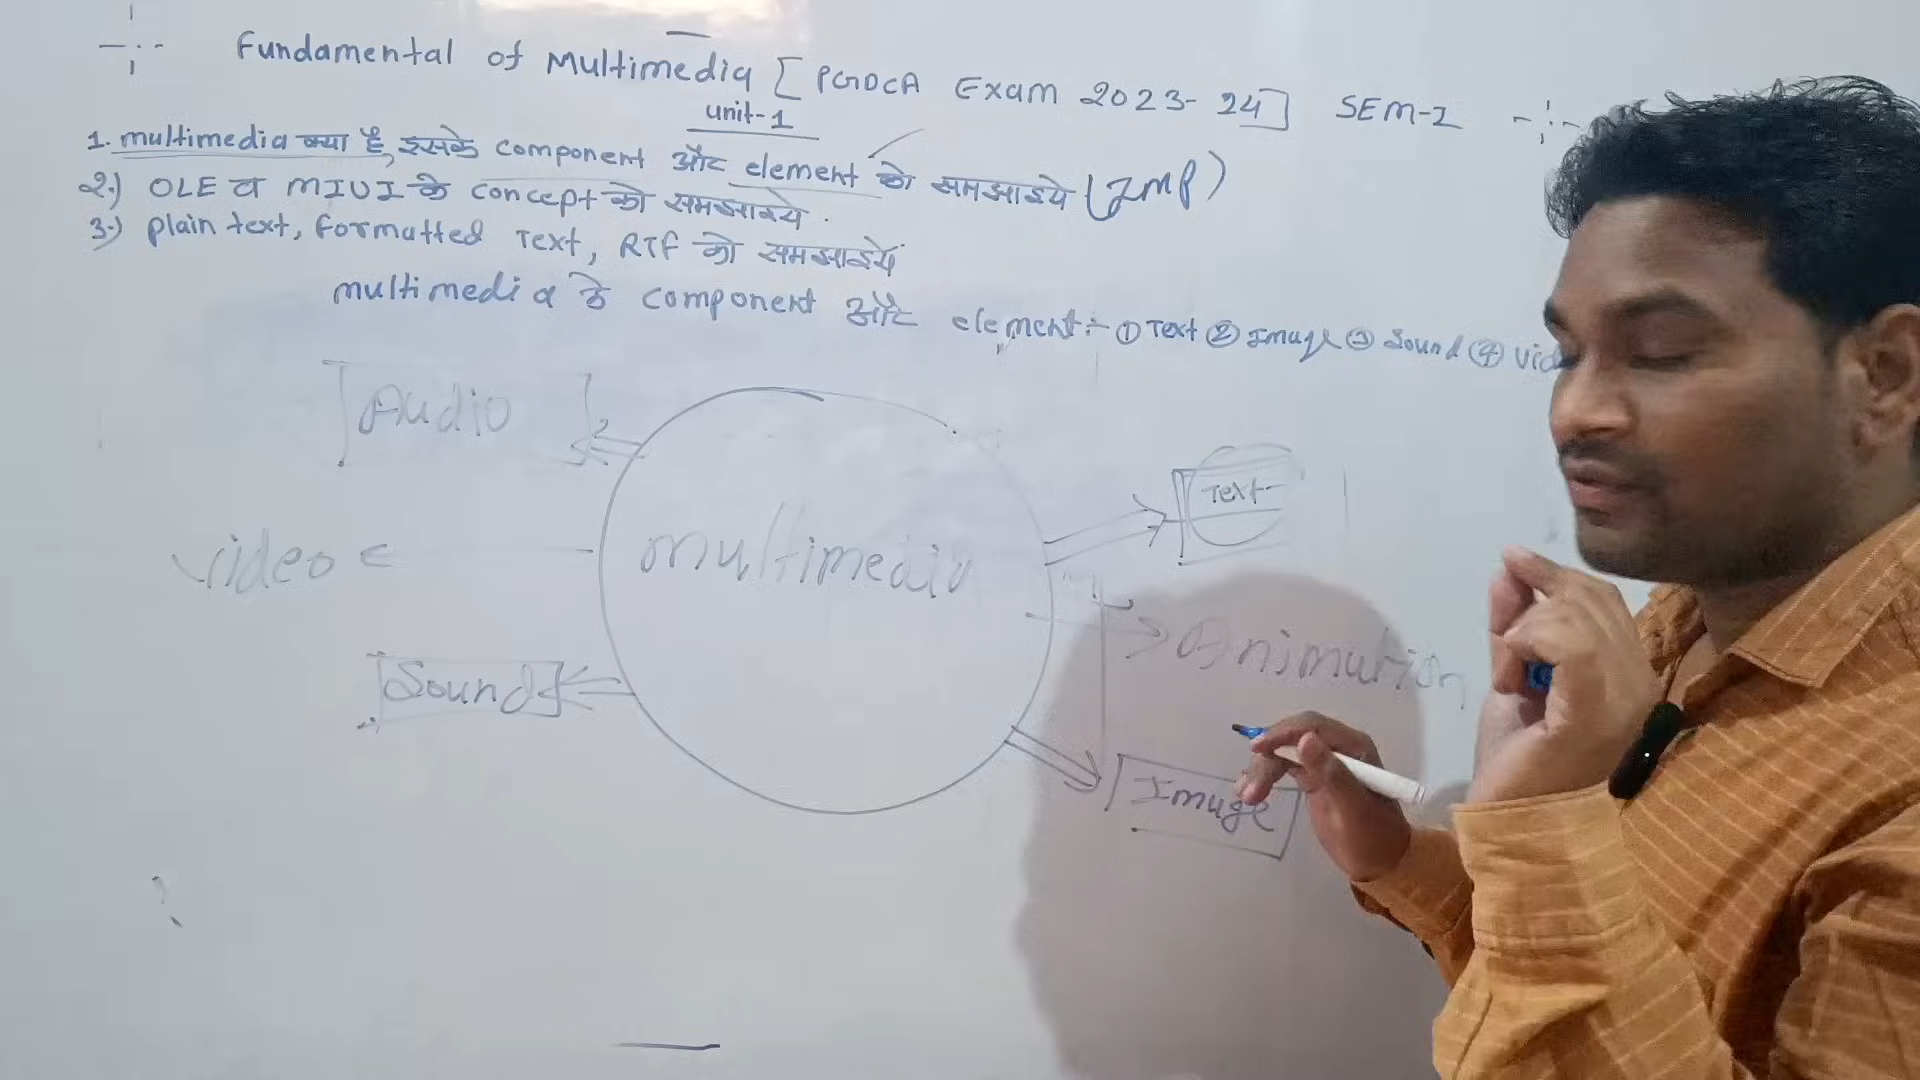 Fundamental of Multimedia [PGDCA Exam 2023-24] SEM-I
unit-1
1. multimedia क्या है, इसके component और element को समझाइये (IMP)
2.) OLE व MIUI के concept को समझाइये.
3.) plain text, Formatted Text, RTF को समझाइये
multimedia के component और element :- ① Text ② Image ③ Sound ④ Vid
Audio
Text
multimedia
Video
Animation
Sound
Image